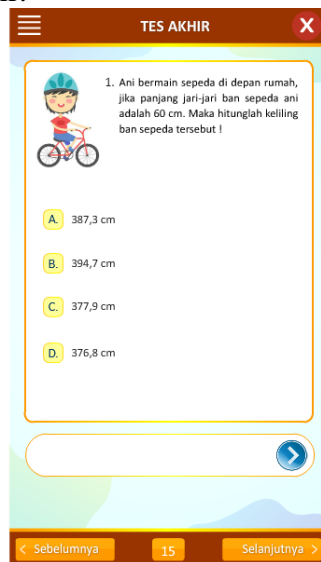 TES AKHIR
X
1. Ani bermain sepeda di depan rumah,
jika panjang jari-jari ban sepeda ani
adalah 60 cm. Maka hitunglah keliling
ban sepeda tersebut !
A. 387,3 cm
B. 394,7 cm
C. 377,9 cm
D. 376,8 cm
< Sebelumnya
15
Selanjutnya >